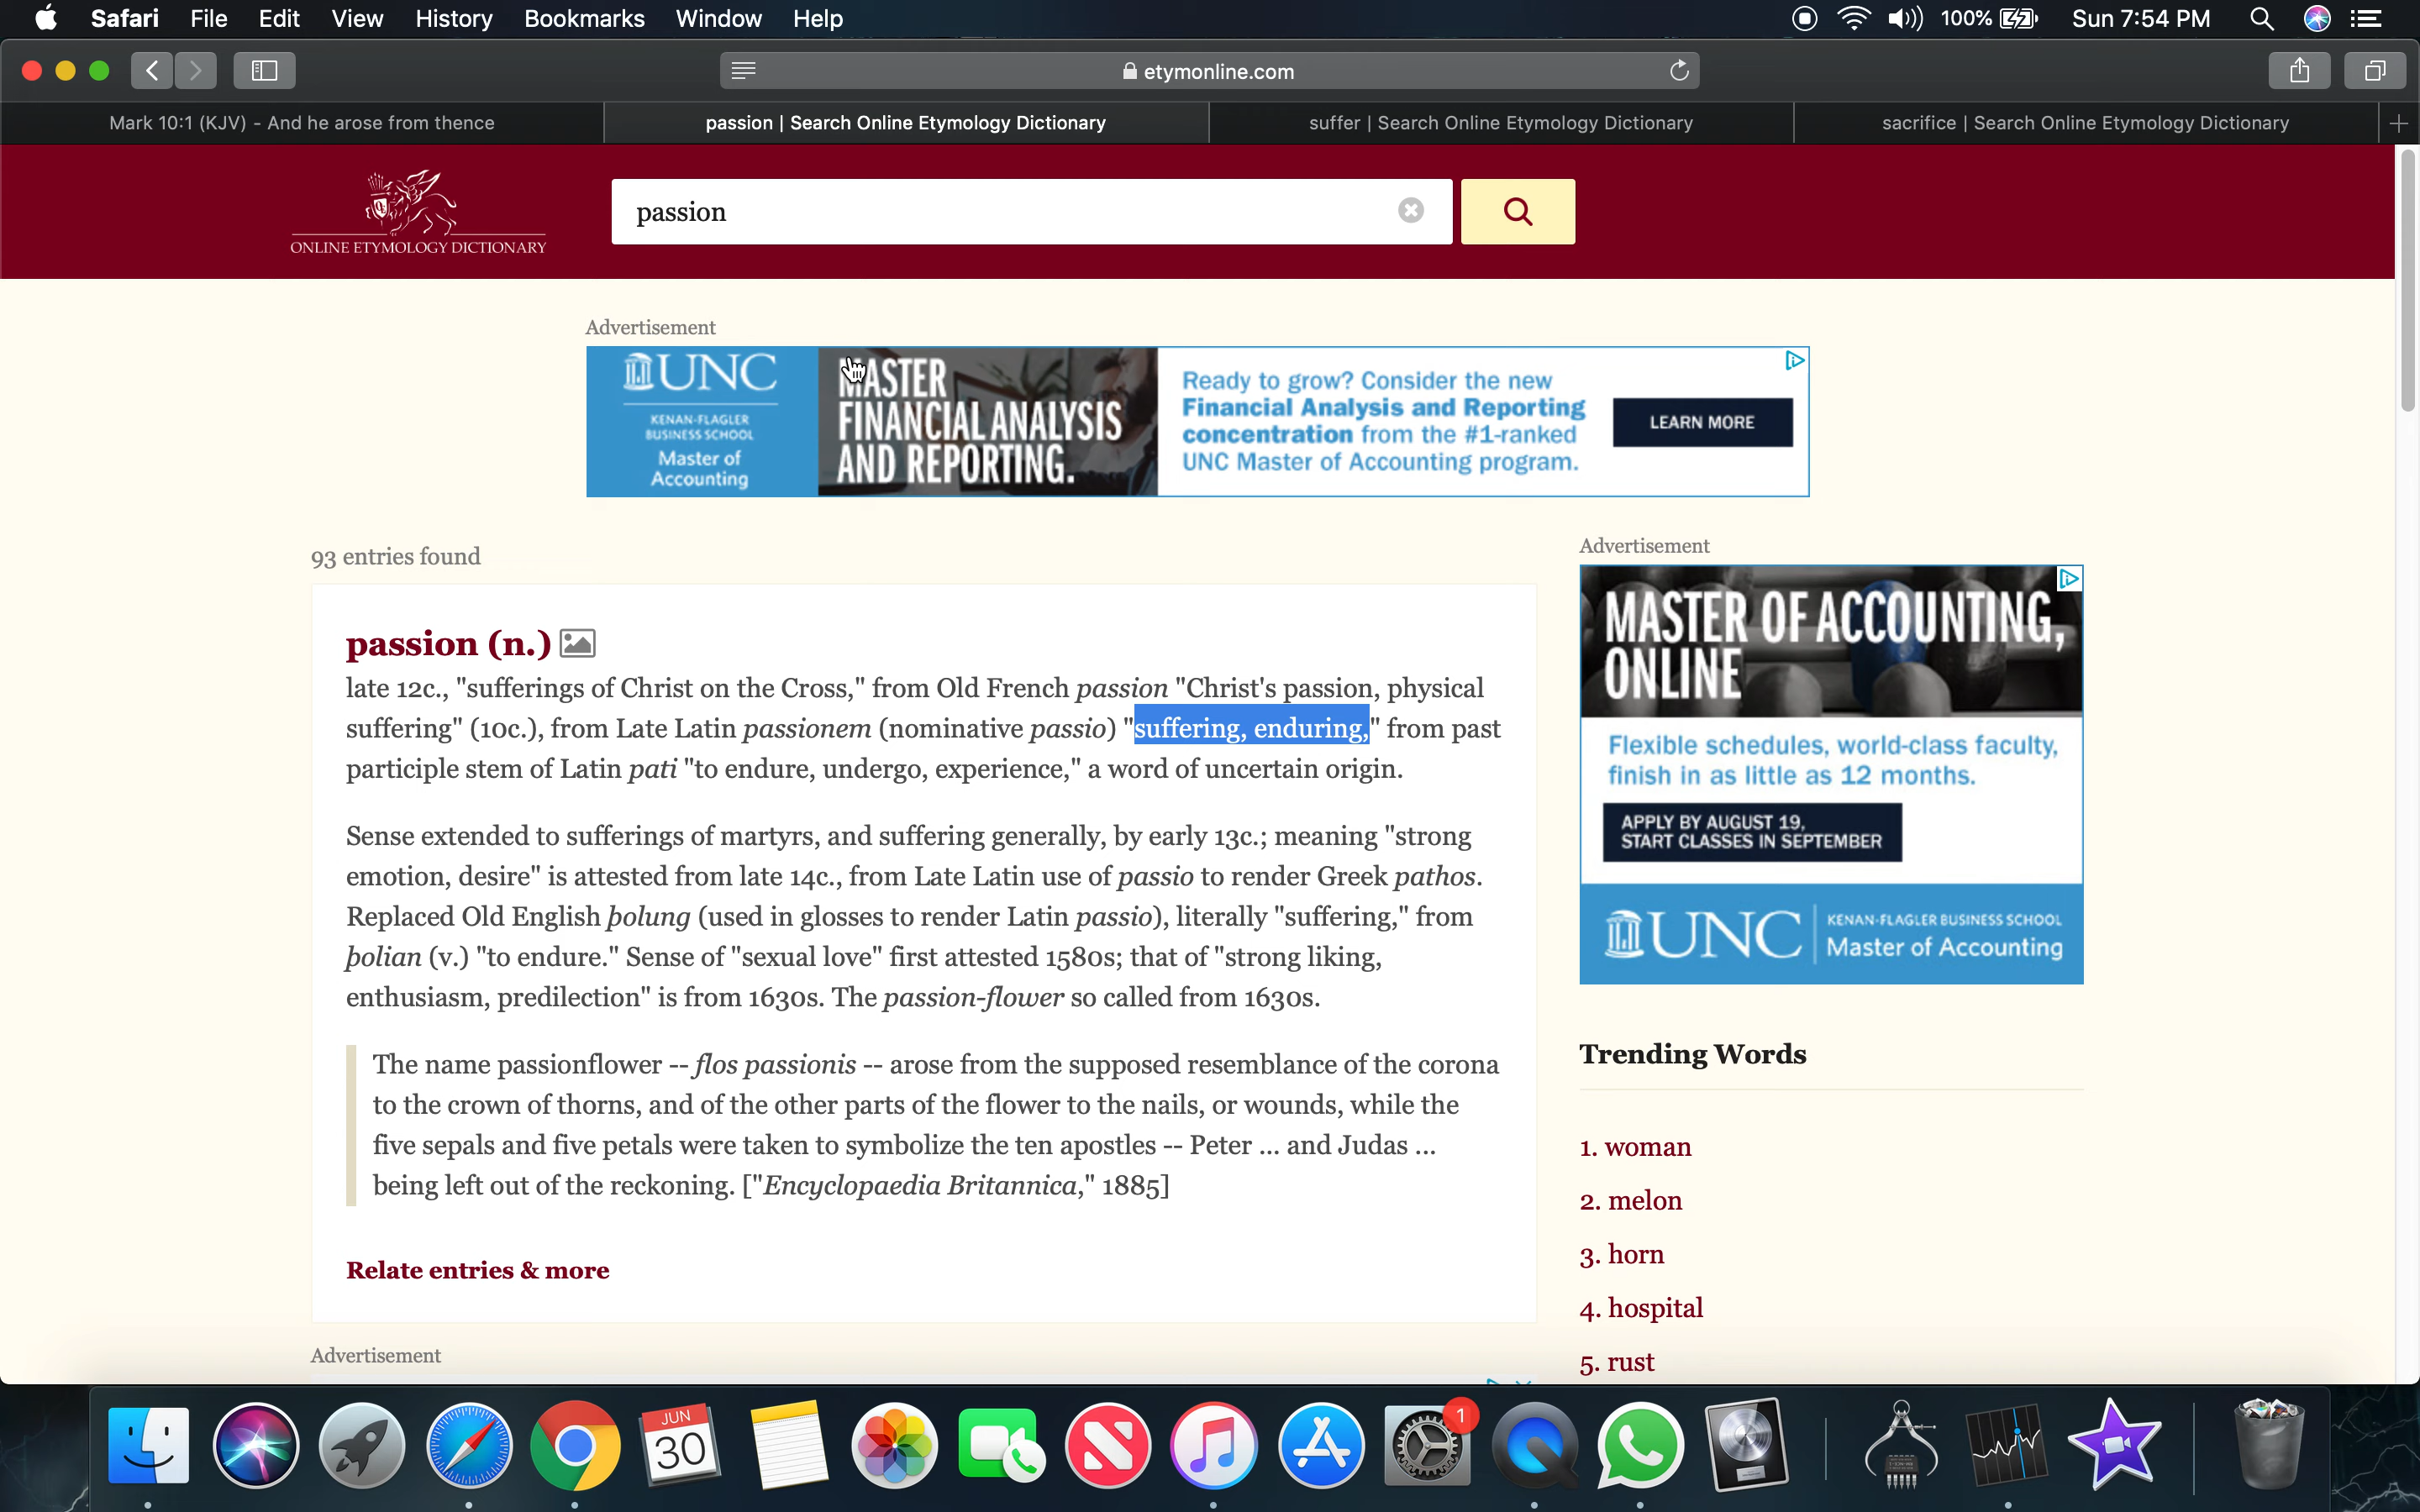 Safari File Edit View History Bookmarks Window Help 100% Sun 7:54 PM
etymonline.com
Mark 10:1 (KJV) - And he arose from thence
passion | Search Online Etymology Dictionary
suffer | Search Online Etymology Dictionary
sacrifice | Search Online Etymology Dictionary
ONLINE ETYMOLOGY DICTIONARY
passion
Advertisement
UNC
KENAN-FLAGLER
BUSINESS SCHOOL
Master of
Accounting
MASTER
FINANCIAL ANALYSIS
AND REPORTING.
Ready to grow? Consider the new
Financial Analysis and Reporting
concentration from the #1-ranked
UNC Master of Accounting program.
LEARN MORE
93 entries found
passion (n.)
late 12c., "sufferings of Christ on the Cross," from Old French passion "Christ's passion, physical
suffering" (10c.), from Late Latin passionem (nominative passio) "suffering, enduring," from past
participle stem of Latin pati "to endure, undergo, experience," a word of uncertain origin.
Sense extended to sufferings of martyrs, and suffering generally, by early 13c.; meaning "strong
emotion, desire" is attested from late 14c., from Late Latin use of passio to render Greek pathos.
Replaced Old English þolung (used in glosses to render Latin passio), literally "suffering," from
þolian (v.) "to endure." Sense of "sexual love" first attested 1580s; that of "strong liking,
enthusiasm, predilection" is from 1630s. The passion-flower so called from 1630s.
The name passionflower -- flos passionis -- arose from the supposed resemblance of the corona
to the crown of thorns, and of the other parts of the flower to the nails, or wounds, while the
five sepals and five petals were taken to symbolize the ten apostles -- Peter ... and Judas ...
being left out of the reckoning. ["Encyclopaedia Britannica," 1885]
Relate entries & more
Advertisement
Advertisement
MASTER OF ACCOUNTING,
ONLINE
Flexible schedules, world-class faculty,
finish in as little as 12 months.
APPLY BY AUGUST 19,
START CLASSES IN SEPTEMBER
UNC
KENAN-FLAGLER BUSINESS SCHOOL
Master of Accounting
Trending Words
1. woman
2. melon
3. horn
4. hospital
5. rust
JUN
30
1